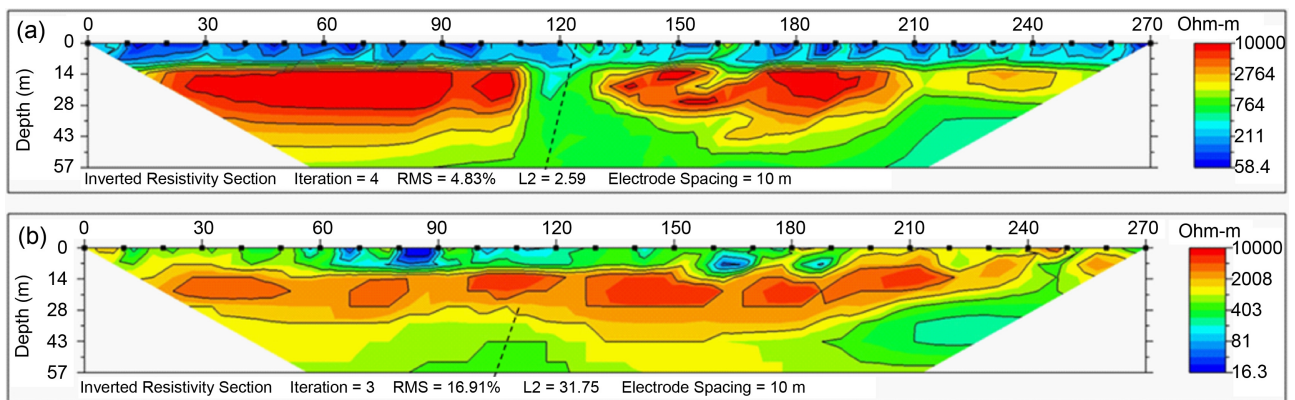 (a)
0 30 60 90 120 150 180 210 240 270 Ohm-m
Depth (m)
0
14
28
43
57
10000
2764
764
211
58.4
Inverted Resistivity Section Iteration = 4 RMS = 4.83% L2 = 2.59 Electrode Spacing = 10 m
(b)
0 30 60 90 120 150 180 210 240 270 Ohm-m
Depth (m)
0
14
28
43
57
10000
2008
403
81
16.3
Inverted Resistivity Section Iteration = 3 RMS = 16.91% L2 = 31.75 Electrode Spacing = 10 m